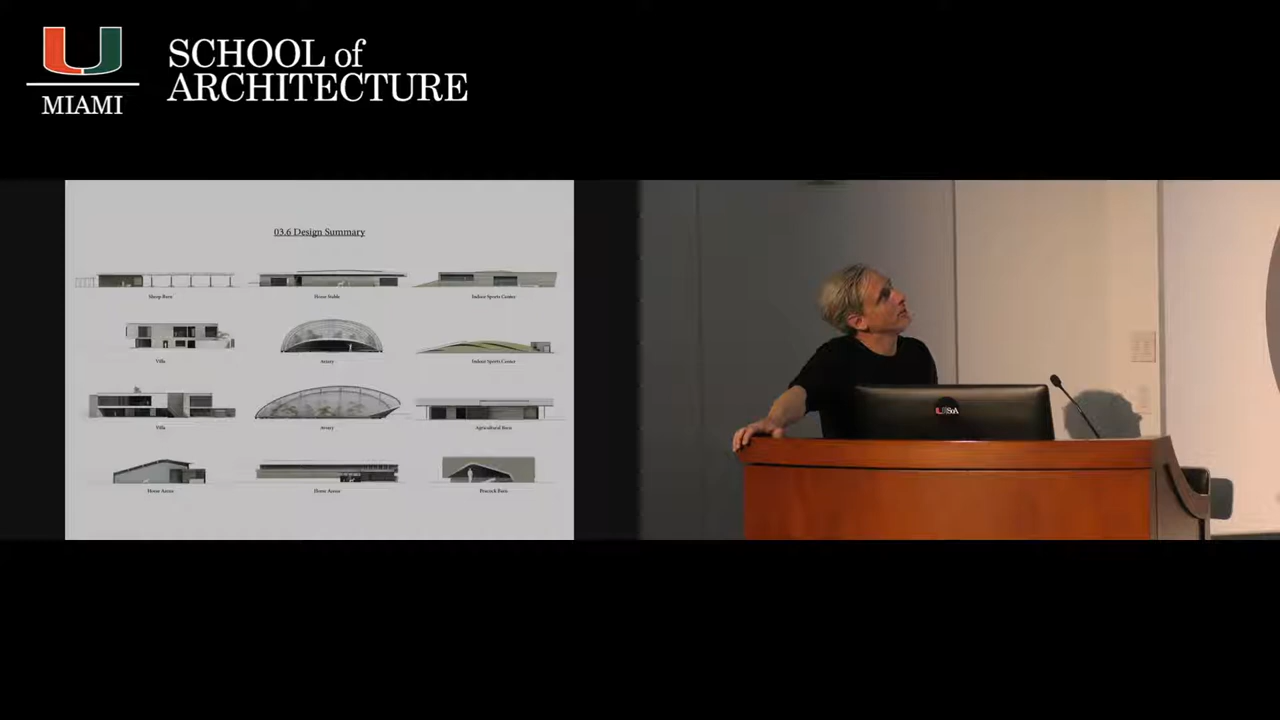 MIAMI
SCHOOL of
ARCHITECTURE
03.6 Design Summary
Sheep Barn
Horse Stable
Indoor Sports Center
Villa
Aviary
Indoor Sports Center
Villa
Aviary
Agricultural Barn
Horse Arena
Horse Arena
Peacock Barn
U SoA